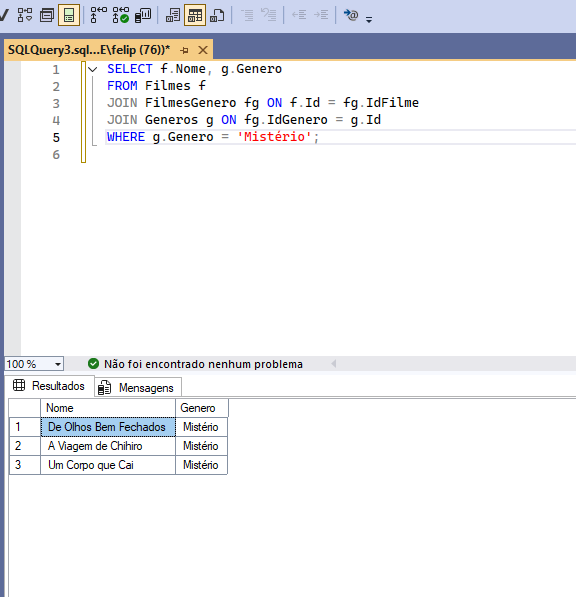 SQLQuery3.sql...E\felip (76))*
1 SELECT f.Nome, g.Genero
2 FROM Filmes f
3 JOIN FilmesGenero fg ON f.Id = fg.IdFilme
4 JOIN Generos g ON fg.IdGenero = g.Id
5 WHERE g.Genero = 'Mistério';
6
100 % Não foi encontrado nenhum problema
Resultados Mensagens
Nome Genero
1 De Olhos Bem Fechados Mistério
2 A Viagem de Chihiro Mistério
3 Um Corpo que Cai Mistério